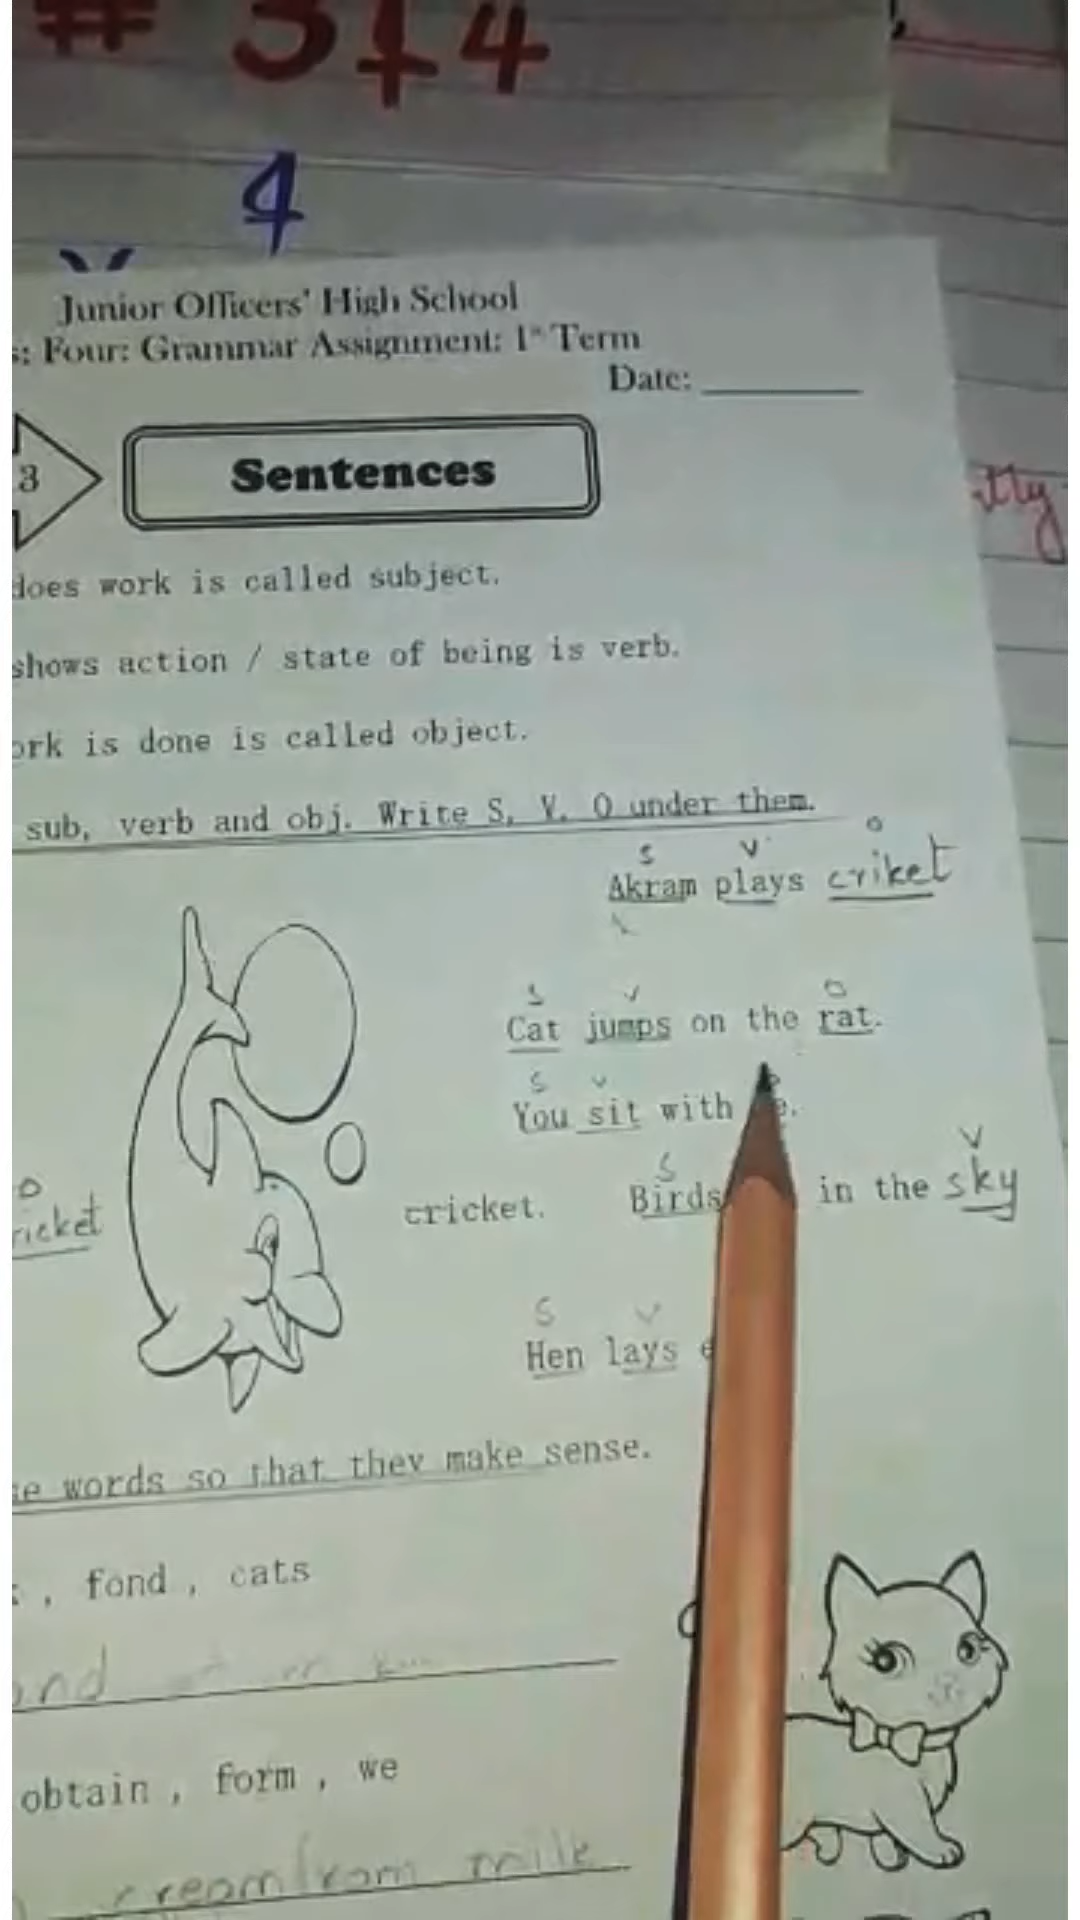 # 314
4
Junior Officers' High School
s: Four: Grammar Assignment: 1st Term
Date:
3
Sentences
itly
does work is called subject.
shows action / state of being is verb.
ork is done is called object.
sub, verb and obj. Write S, V, O under them.
S V O
Akram plays criket
S V O
Cat jumps on the rat.
S V
You sit with
O S V
ricket cricket. Birds in the sky
S V
Hen lays e
e words so that they make sense.
, fond , cats
nd
obtain , form , we
cream from milk